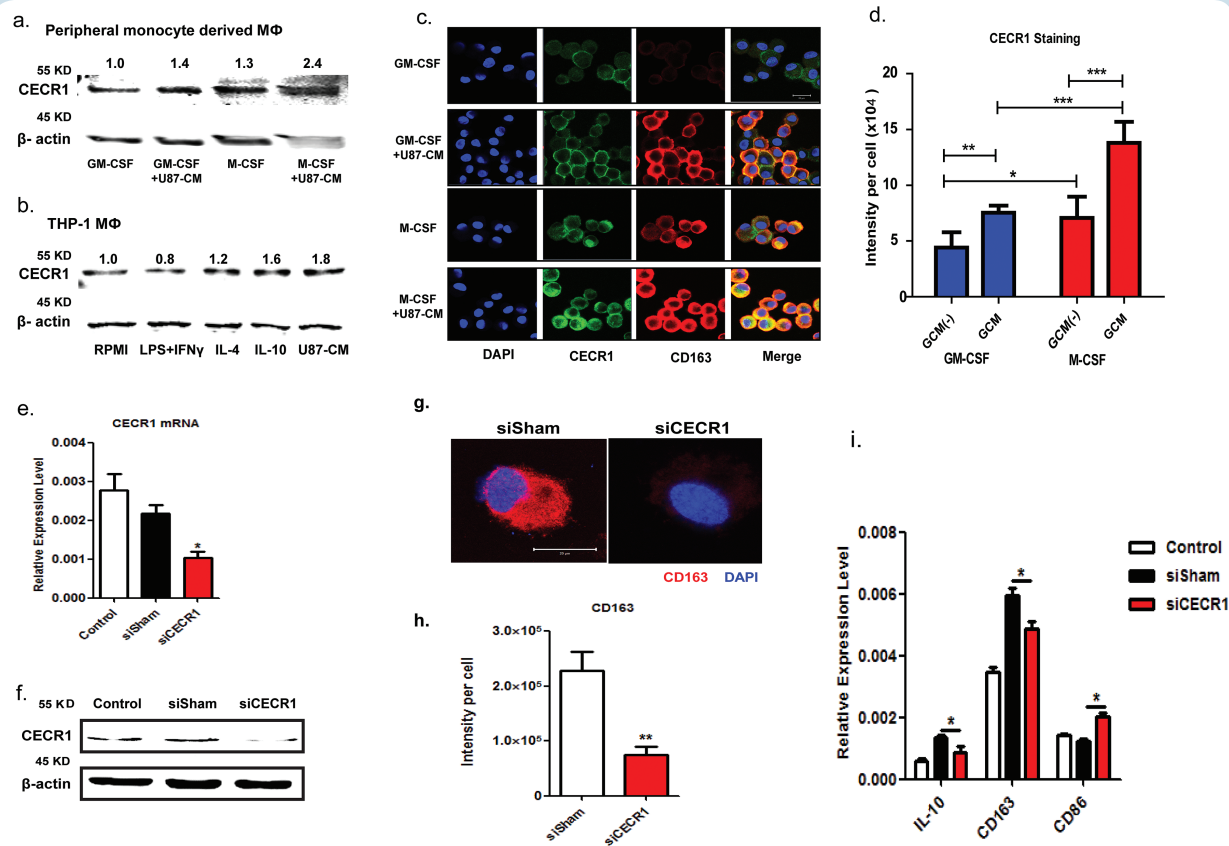 a.
Peripheral monocyte derived MΦ
55 KD
1.0 1.4 1.3 2.4
CECR1
45 KD
β- actin
GM-CSF GM-CSF +U87-CM M-CSF M-CSF +U87-CM
b.
THP-1 MΦ
55 KD
1.0 0.8 1.2 1.6 1.8
CECR1
45 KD
β- actin
RPMI LPS+IFNγ IL-4 IL-10 U87-CM
c.
GM-CSF
GM-CSF
+U87-CM
M-CSF
M-CSF
+U87-CM
DAPI CECR1 CD163 Merge
d.
CECR1 Staining
Intensity per cell (x10⁴)
20
15
10
5
0
***
***
**
*
GCM(-) GCM GCM(-) GCM
GM-CSF M-CSF
e.
CECR1 mRNA
Relative Expression Level
0.004
0.003
0.002
0.001
0.000
*
Control siSham siCECR1
f.
55 KD
Control siSham siCECR1
CECR1
45 KD
β-actin
g.
siSham siCECR1
CD163 DAPI
h.
CD163
Intensity per cell
3.0×10⁵
2.0×10⁵
1.0×10⁵
0
**
siSham siCECR1
i.
Relative Expression Level
0.008
0.006
0.004
0.002
0.000
* * *
IL-10 CD163 CD86
Control
siSham
siCECR1